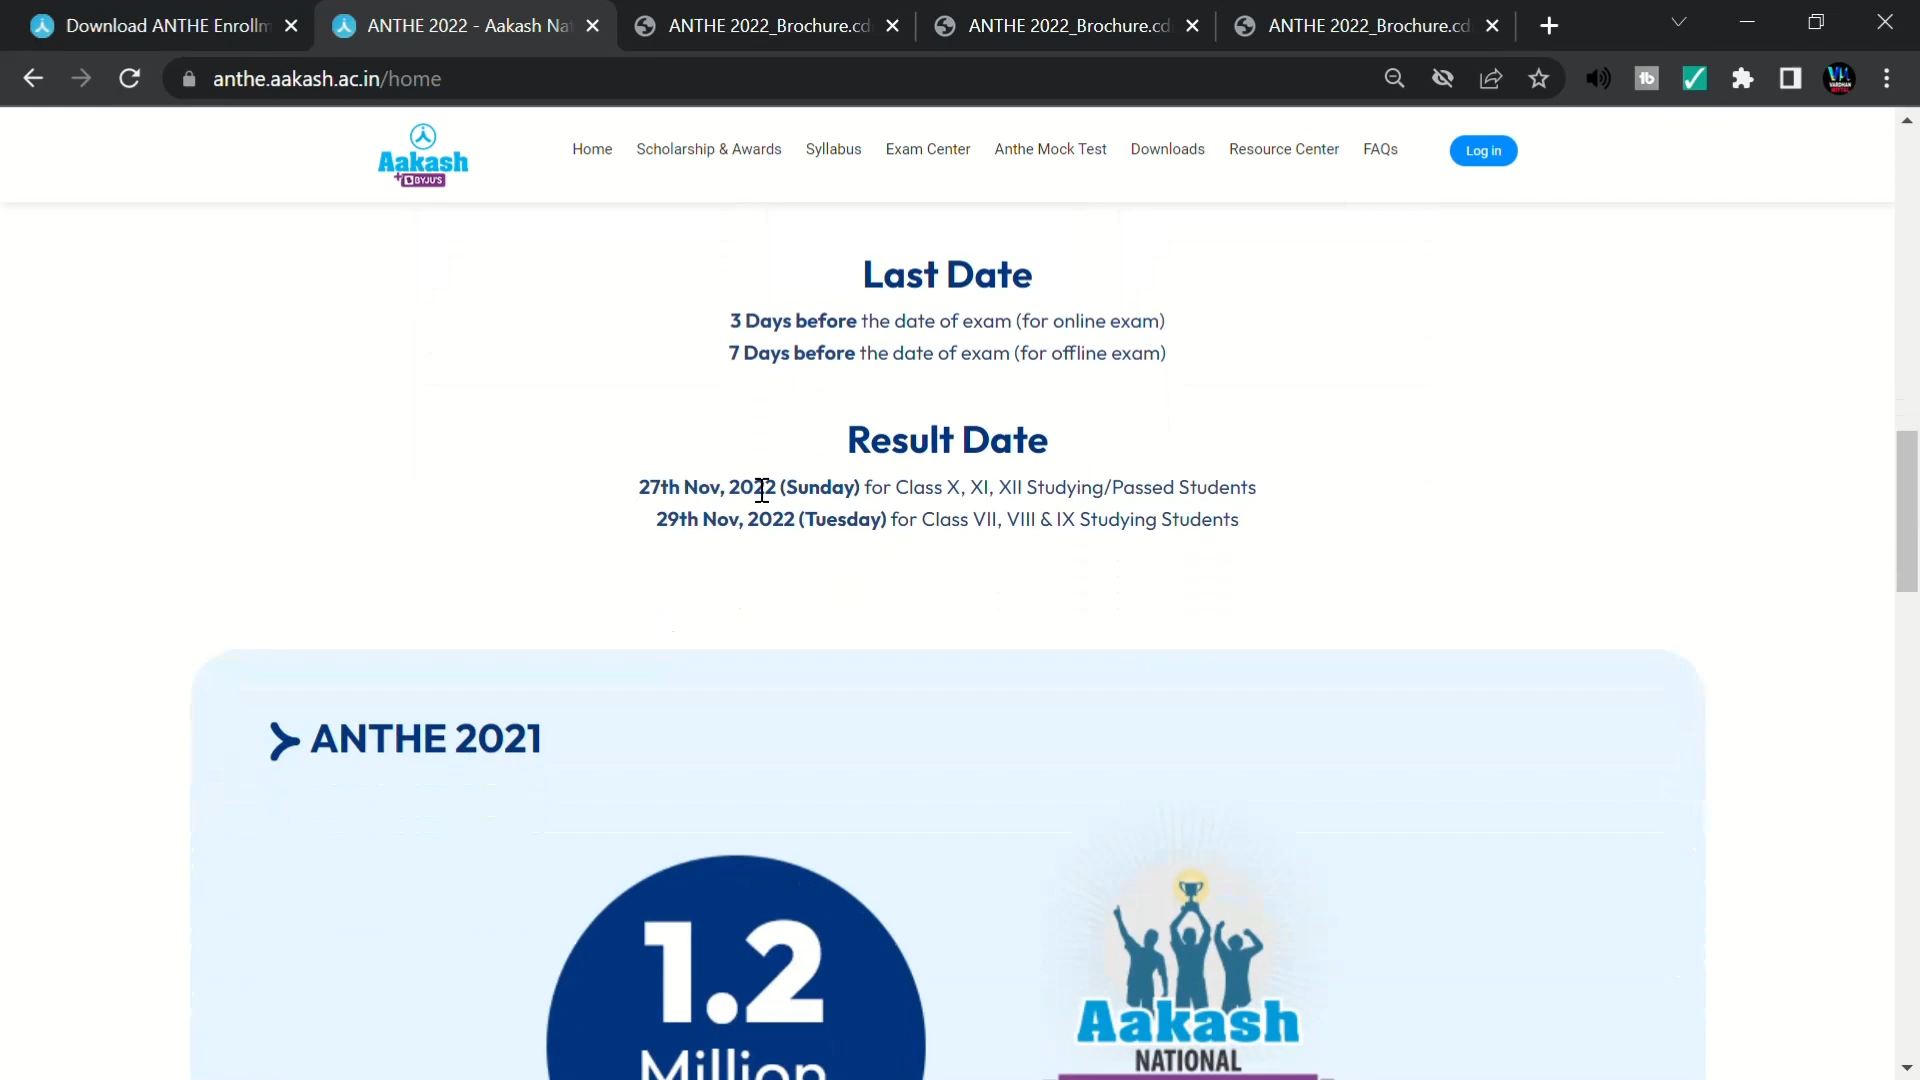 Download ANTHE Enrollm
ANTHE 2022 - Aakash Na
ANTHE 2022_Brochure.cd
ANTHE 2022_Brochure.cd
ANTHE 2022_Brochure.cd
anthe.aakash.ac.in/home
Aakash
+BYJU'S
Home
Scholarship & Awards
Syllabus
Exam Center
Anthe Mock Test
Downloads
Resource Center
FAQs
Log in
Last Date
3 Days before the date of exam (for online exam)
7 Days before the date of exam (for offline exam)
Result Date
27th Nov, 2022 (Sunday) for Class X, XI, XII Studying/Passed Students
29th Nov, 2022 (Tuesday) for Class VII, VIII & IX Studying Students
ANTHE 2021
1.2
Million
Aakash
NATIONAL